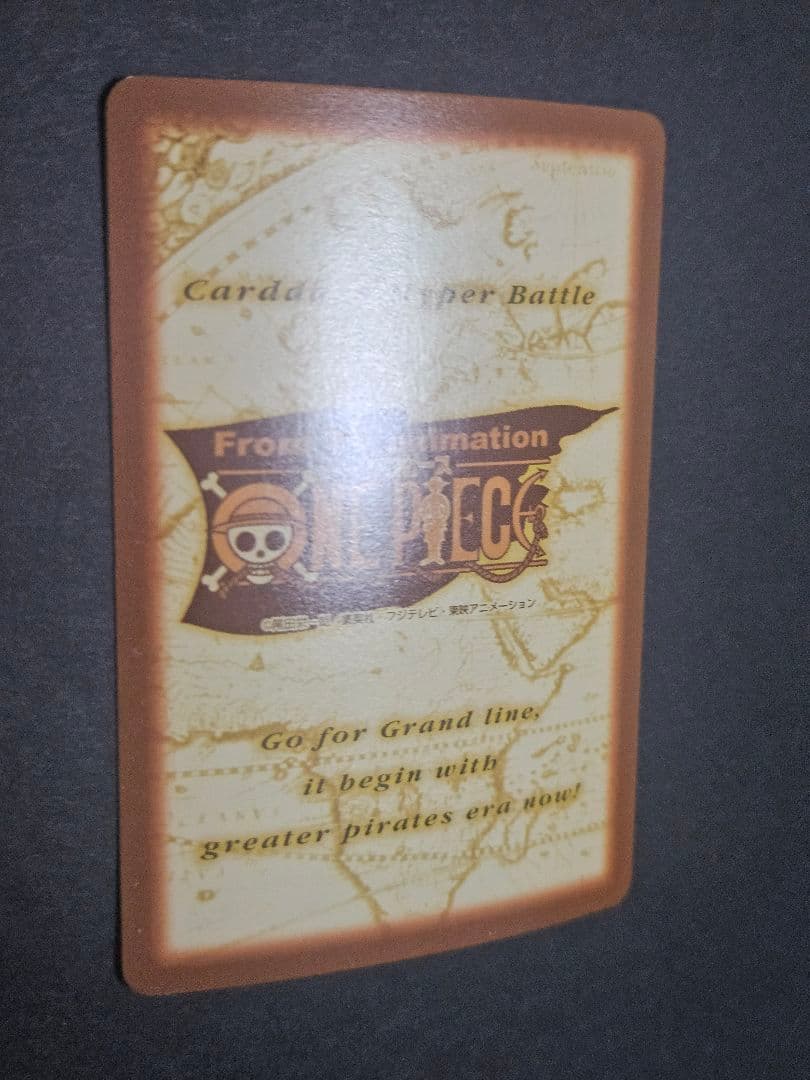 Hyper Battle
From animation
ONE PIECE
フジテレビ・東映アニメーション
Go for Grand line,
it begin with
greater pirates era now!